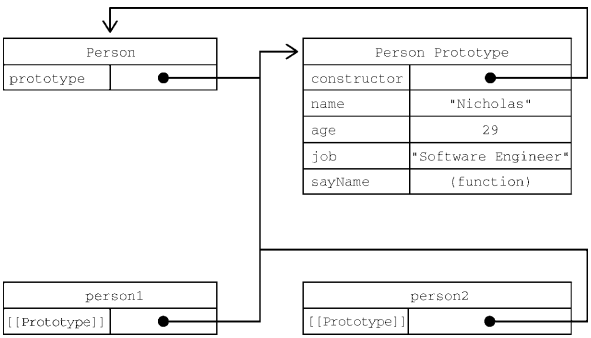 Person
prototype
Person Prototype
constructor
name "Nicholas"
age 29
job "Software Engineer"
sayName (function)
person1
[[Prototype]]
person2
[[Prototype]]